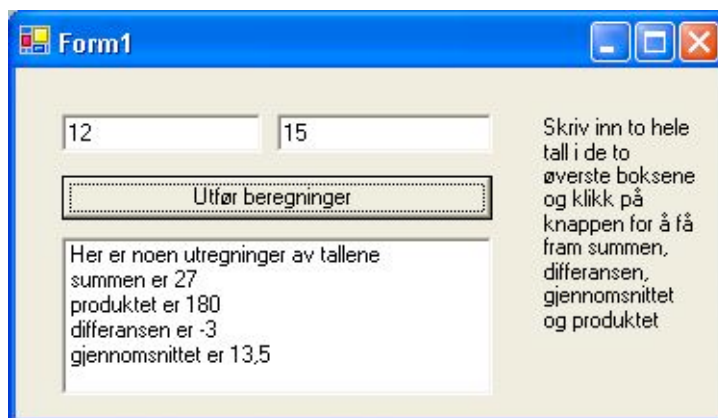 Form1
12
15
Utfør beregninger
Her er noen utregninger av tallene
summen er 27
produktet er 180
differansen er -3
gjennomsnittet er 13,5
Skriv inn to hele
tall i de to
øverste boksene
og klikk på
knappen for å få
fram summen,
differansen,
gjennomsnittet
og produktet